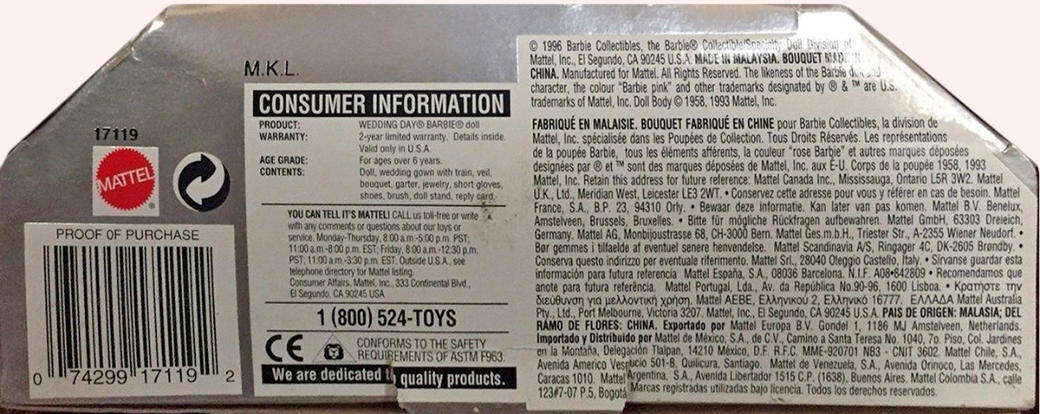 M.K.L.
17119
MATTEL
®
PROOF OF PURCHASE
0 74299 17119 2
CONSUMER INFORMATION
PRODUCT: WEDDING DAY® BARBIE® doll
WARRANTY: 2-year limited warranty. Details inside.
Valid only in U.S.A.
AGE GRADE: For ages over 6 years.
CONTENTS: Doll, wedding gown with train, veil,
bouquet, garter, jewelry, short gloves,
shoes, brush, doll stand, reply card.
YOU CAN TELL IT'S MATTEL! CALL us toll-free or write
with any comments or questions about our toys or
service. Monday-Thursday, 8:00 a.m.-5:00 p.m. PST;
11:00 a.m.-8:00 p.m. EST; Friday, 8:00 a.m.-12:30 p.m.
PST; 11:00 a.m.-3:30 p.m. EST. Outside U.S.A., see
telephone directory for Mattel listing.
Consumer Affairs, Mattel, Inc., 333 Continental Blvd.,
El Segundo, CA 90245 USA
1 (800) 524-TOYS
CE CONFORMS TO THE SAFETY
REQUIREMENTS OF ASTM F963.
We are dedicated to quality products.
© 1996 Barbie Collectibles, the Barbie® Collectible/Specialty Doll Division of
Mattel, Inc., El Segundo, CA 90245 U.S.A. MADE IN MALAYSIA. BOUQUET MADE IN
CHINA. Manufactured for Mattel. All Rights Reserved. The likeness of the Barbie doll and
character, the colour "Barbie pink" and other trademarks designated by ® & ™ are U.S.
trademarks of Mattel, Inc. Doll Body © 1958, 1993 Mattel, Inc.
FABRIQUÉ EN MALAISIE. BOUQUET FABRIQUÉ EN CHINE pour Barbie Collectibles, la division de
Mattel, Inc. spécialisée dans les Poupées de Collection. Tous Droits Réservés. Les représentations
de la poupée Barbie, tous les éléments afférents, la couleur "rose Barbie" et autres marques déposées
designées par ® et ™ sont des marques déposées de Mattel, Inc. aux É-U. Corps de la poupée 1958, 1993
Mattel, Inc. Retain this address for future reference: Mattel Canada Inc., Mississauga, Ontario L5R 3W2. Mattel
U.K., Ltd., Meridian West, Leicester LE3 2WT. • Conservez cette adresse pour vous y référer en cas de besoin. Mattel
France, S.A., B.P. 23, 94310 Orly. • Bewaar deze informatie. Kan later van pas komen. Mattel B.V. Benelux,
Amstelveen, Brussels, Bruxelles. • Bitte für mögliche Rückfragen aufbewahren. Mattel GmbH, 63303 Dreieich,
Germany. Mattel AG, Monbijoustrasse 68, CH-3000 Bern. Mattel Ges.m.b.H., Triester Str., A-2355 Wiener Neudorf. •
Bør gemmes i tilfælde af eventuel senere henvendelse. Mattel Scandinavia A/S, Ringager 4C, DK-2605 Brøndby. •
Conserva questo indirizzo per eventuale riferimento. Mattel Srl., 28040 Oleggio Castello, Italy. • Sírvanse guardar esta
información para futura referencia Mattel España, S.A., 08036 Barcelona. N.I.F. A08•842809 • Recomendamos que
anote para futura referência. Mattel Portugal, Lda., Av. da República No.90-96, 1600 Lisboa. • Κρατήστε την
διεύθυνση για μελλοντική χρήση. Mattel AEBE, Ελληνικού 2, Ελληνικό 16777. ΕΛΛΑΔΑ Mattel Australia
Pty., Ltd., Port Melbourne, Victoria 3207. Mattel, Inc., El Segundo, CA 90245 U.S.A. PAIS DE ORIGEN: MALASIA; DEL
RAMO DE FLORES: CHINA. Exportado por Mattel Europa B.V. Gondel 1, 1186 MJ Amstelveen, Netherlands.
Importado y Distribuido por Mattel de México, S.A., de C.V., Camino a Santa Teresa No. 1040, 7o. Piso, Col. Jardines
en la Montaña, Delegación Tlalpan, 14210 México, D.F. R.F.C. MME-920701 NB3 - CNIT 3602. Mattel Chile, S.A.,
Avenida Americo Vespucio 501-B, Quilicura, Santiago. Mattel de Venezuela, S.A., Avenida Orinoco, Las Mercedes,
Caracas 1010. Mattel Argentina, S.A., Avenida Libertador 1515 C.P. (1638), Buenos Aires. Mattel Colombia S.A., calle
123#7-07 P.5, Bogotá Marcas registradas utilizadas bajo licencia. Todos los derechos reservados.